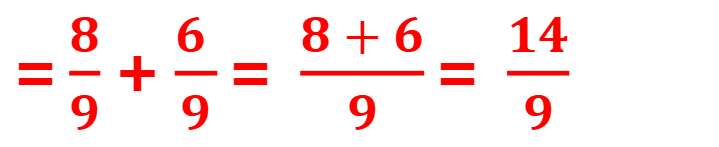 = 8/9 + 6/9 = (8 + 6)/9 = 14/9